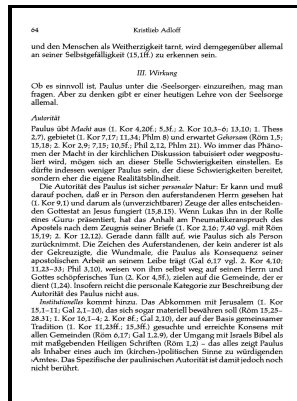 64 Kristlieb Adloff
und den Menschen als Weitherzigkeit tarnt, wird demgegenüber allemal
an seiner Selbstgefälligkeit (15,1ff.) zu erkennen sein.
III. Wirkung
Ob es sinnvoll ist, Paulus unter die ›Seelsorger‹ einzureihen, mag man
fragen. Aber zu denken gibt er einer heutigen Lehre von der Seelsorge
allemal.
Autorität
Paulus übt Macht aus (1. Kor 4,20f.; 5,3f.; 2. Kor 10,3–6; 13,10; 1. Thess
2,7), gebietet (1. Kor 7,17; 11,34; Phlm 8) und erwartet Gehorsam (Röm 1,5;
15,18; 2. Kor 2,9; 7,15; 10,5f.; Phil 2,12, Phlm 21). Wo immer das Phäno-
men der Macht in der kirchlichen Diskussion tabuisiert oder wegpostu-
liert wird, mögen sich an dieser Stelle Schwierigkeiten einstellen. Es
dürfte indessen weniger Paulus sein, der diese Schwierigkeiten bereitet,
sondern eher die eigene Realitätsblindheit.
Die Autorität des Paulus ist sicher personaler Natur: Er kann und muß
darauf pochen, daß er in Person den auferstandenen Herrn gesehen hat
(1. Kor 9,1) und darum als (unverzichtbarer) Zeuge der alles entscheiden-
den Gottestat an Jesus fungiert (15,8.15). Wenn Lukas ihn in der Rolle
eines ›Guru‹ präsentiert, hat das Anhalt am Pneumatikeranspruch des
Apostels nach dem Zeugnis seiner Briefe (1. Kor 2,16; 7,40 vgl. mit Röm
15,19; 2. Kor 12,12). Gerade dann fällt auf, wie Paulus sich als Person
zurücknimmt. Die Zeichen des Auferstandenen, der kein anderer ist als
der Gekreuzigte, die Wundmale, die Paulus als Konsequenz seiner
apostolischen Arbeit an seinem Leibe trägt (Gal 6,17 vgl. 2. Kor 4,10;
11,23–33; Phil 3,10), weisen von ihm selbst weg auf seinen Herrn und
Gottes schöpferisches Tun (2. Kor 4,5f.), zielen auf die Gemeinde, der er
dient (1,24). Insofern reicht die personale Kategorie zur Beschreibung der
Autorität des Paulus nicht aus.
Institutionelles kommt hinzu. Das Abkommen mit Jerusalem (1. Kor
15,1–11; Gal 2,1–10), das sich sogar materiell bewähren soll (Röm 15,25–
28.31; 1. Kor 16,1–4; 2. Kor 8f.; Gal 2,10), der auf der Basis gemeinsamer
Tradition (1. Kor 11,23ff.; 15,3ff.) gesuchte und erreichte Konsens mit
allen Gemeinden (Röm 6,17; Gal 1,2.9), der Umgang mit Israels Bibel als
mit maßgebenden Heiligen Schriften (Röm 1,2) – das alles zeigt Paulus
als Inhaber eines auch im (kirchen-)politischen Sinne zu würdigenden
›Amtes‹. Das Spezifische der paulinischen Autorität ist damit jedoch noch
nicht berührt.